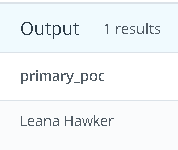 Output 1 results
primary_poc
Leana Hawker